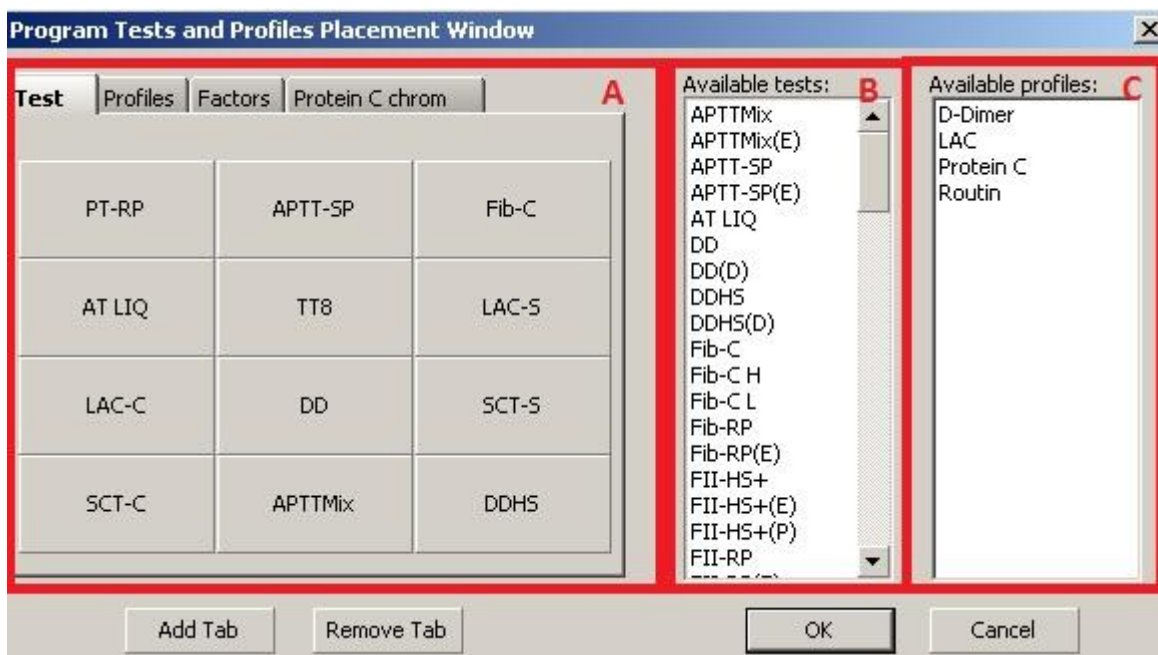 Program Tests and Profiles Placement Window
Test Profiles Factors Protein C chrom A
PT-RP APTT-SP Fib-C
AT LIQ TT8 LAC-S
LAC-C DD SCT-S
SCT-C APTTMix DDHS
Available tests: B
APTTMix
APTTMix(E)
APTT-SP
APTT-SP(E)
AT LIQ
DD
DD(D)
DDHS
DDHS(D)
Fib-C
Fib-C H
Fib-C L
Fib-RP
Fib-RP(E)
FII-HS+
FII-HS+(E)
FII-HS+(P)
FII-RP
Available profiles: C
D-Dimer
LAC
Protein C
Routin
Add Tab Remove Tab OK Cancel